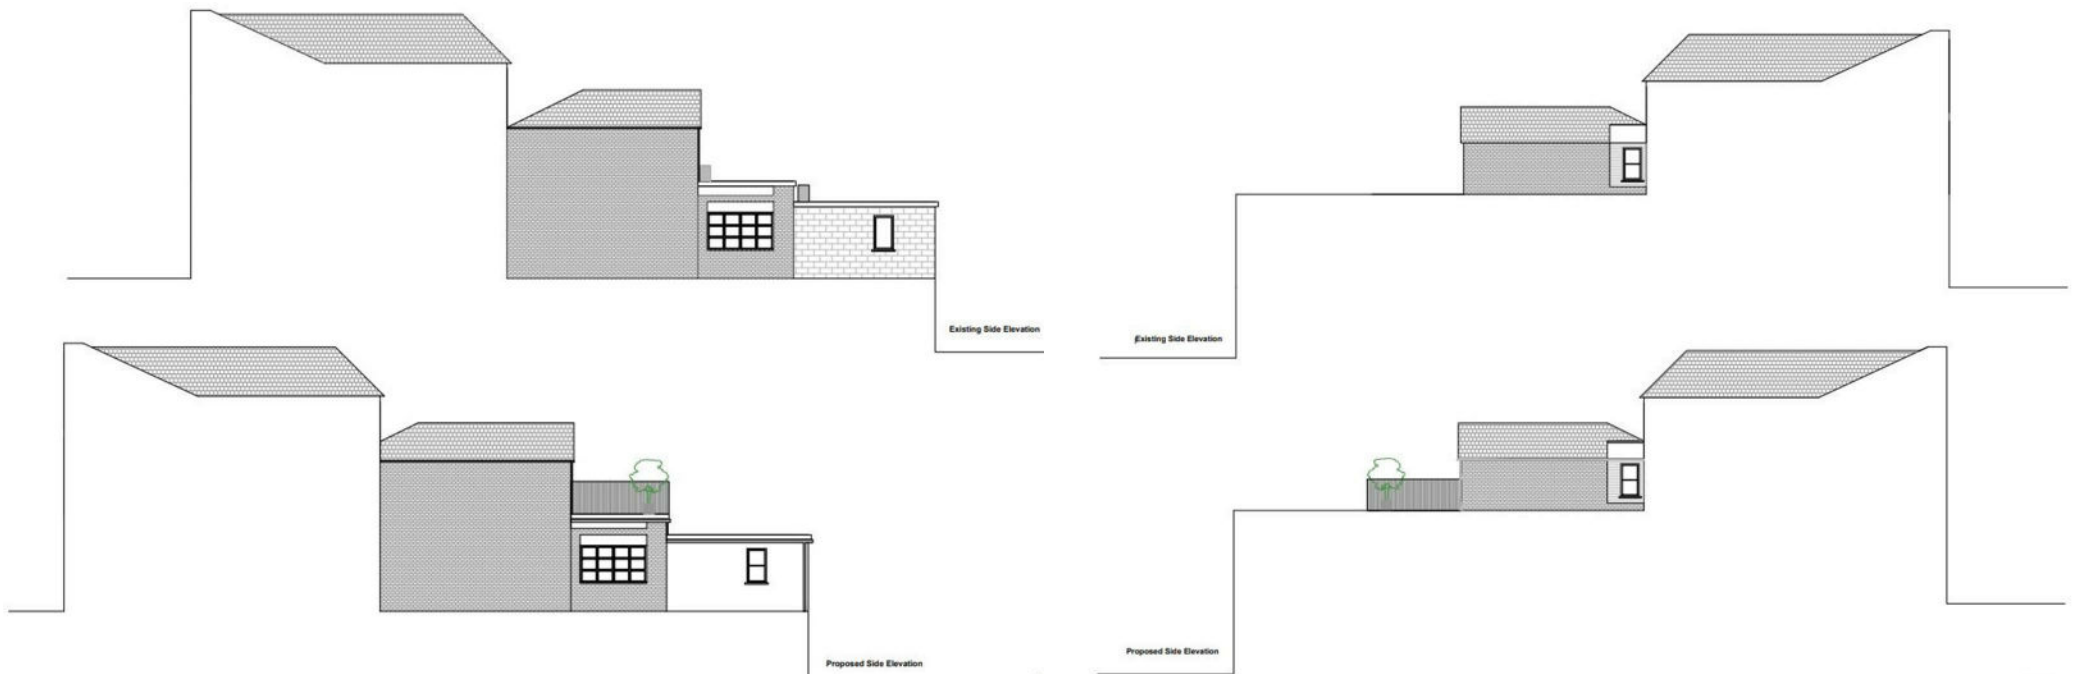 Existing Side Elevation
Existing Side Elevation
Proposed Side Elevation
Proposed Side Elevation